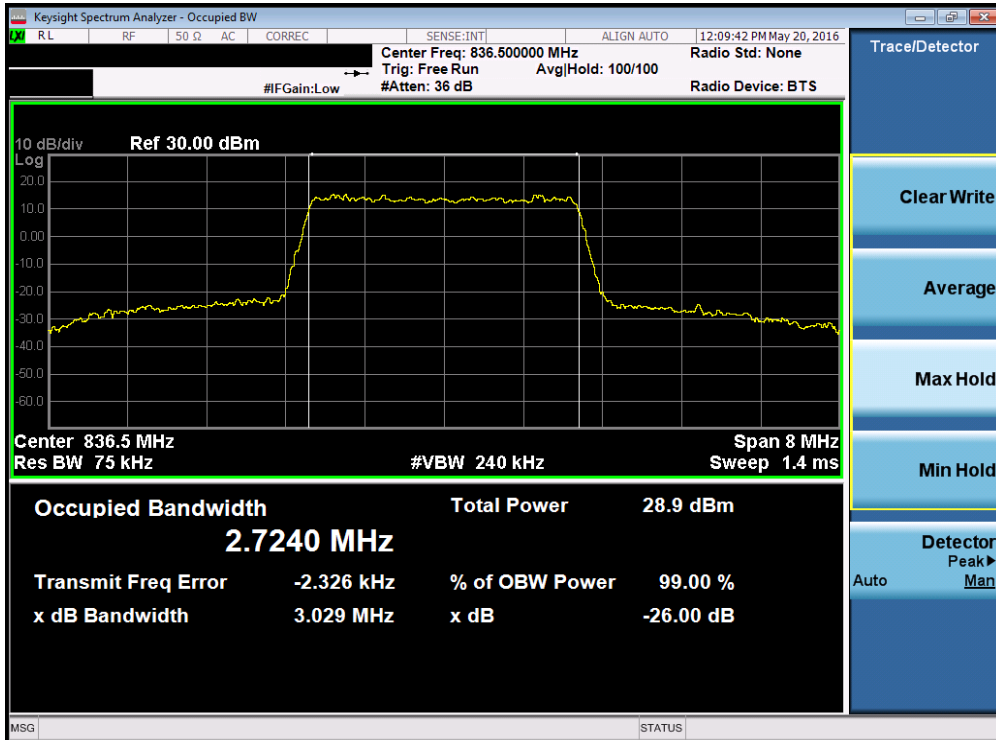 Keysight Spectrum Analyzer - Occupied BW
LXI RL RF 50 Ω AC CORREC SENSE:INT ALIGN AUTO 12:09:42 PM May 20, 2016
Center Freq: 836.500000 MHz Radio Std: None
Trig: Free Run Avg|Hold: 100/100
#IFGain:Low #Atten: 36 dB Radio Device: BTS
Trace/Detector
10 dB/div Ref 30.00 dBm
Log
20.0
10.0
0.00
-10.0
-20.0
-30.0
-40.0
-50.0
-60.0
Center 836.5 MHz Span 8 MHz
Res BW 75 kHz #VBW 240 kHz Sweep 1.4 ms
Occupied Bandwidth Total Power 28.9 dBm
2.7240 MHz
Transmit Freq Error -2.326 kHz % of OBW Power 99.00 %
x dB Bandwidth 3.029 MHz x dB -26.00 dB
Clear Write
Average
Max Hold
Min Hold
Detector
Peak▶
Auto Man
MSG STATUS